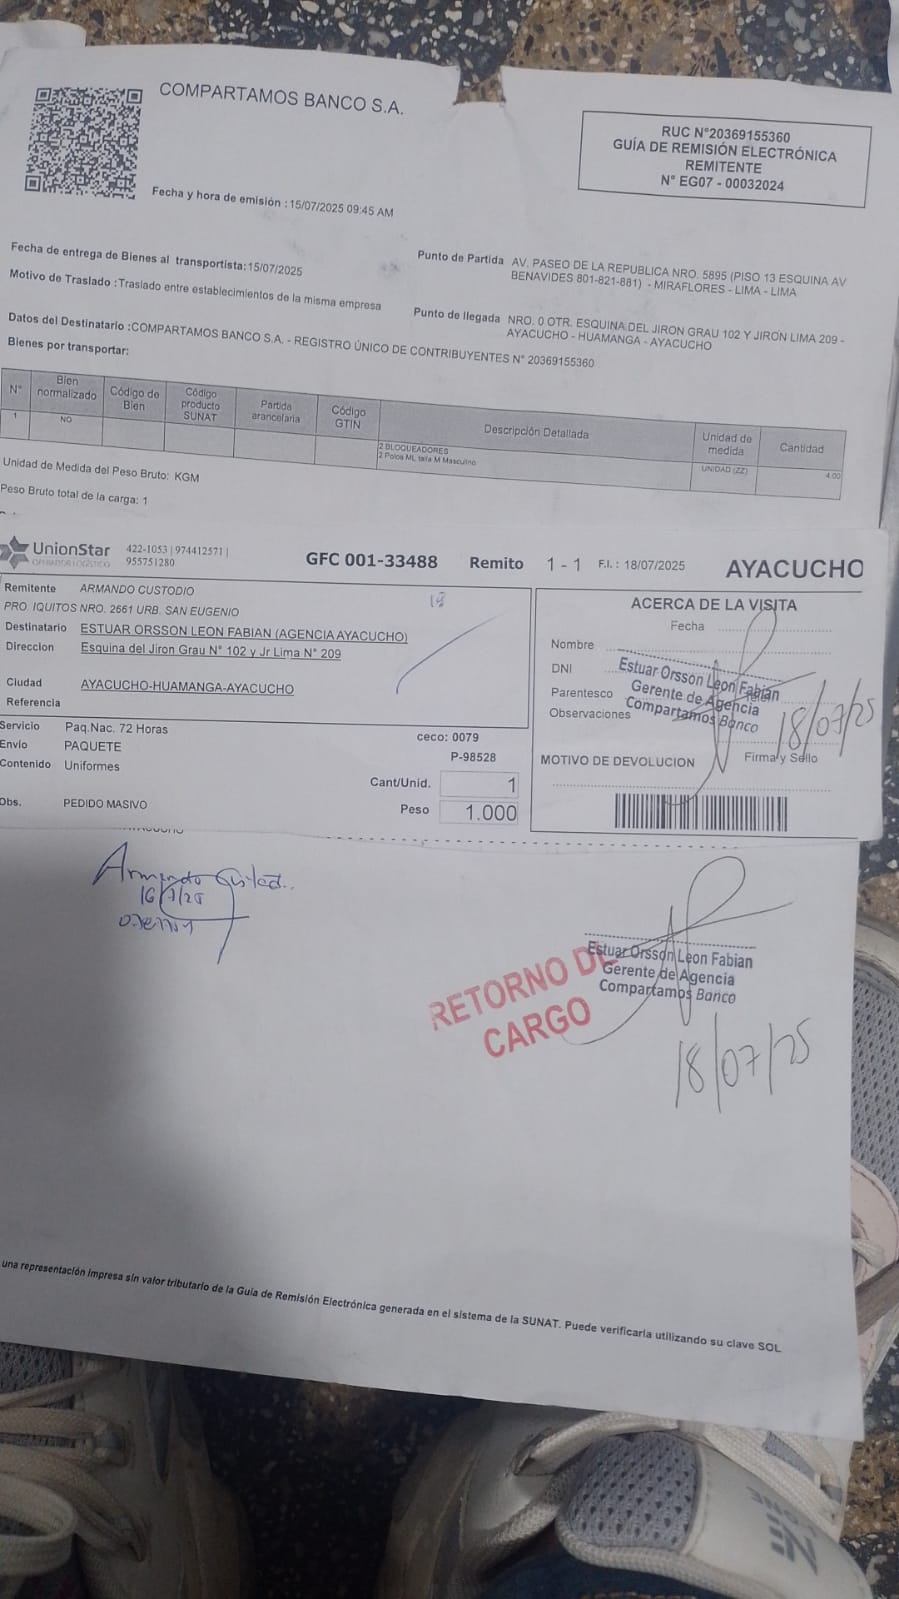 COMPARTAMOS BANCO S.A.
RUC N°20369155360
GUÍA DE REMISIÓN ELECTRÓNICA
REMITENTE
N° EG07 - 00032024
Fecha y hora de emisión : 15/07/2025 09:45 AM
Fecha de entrega de Bienes al transportista: 15/07/2025
Motivo de Traslado : Traslado entre establecimientos de la misma empresa
Punto de Partida AV. PASEO DE LA REPUBLICA NRO. 5895 (PISO 13 ESQUINA AV
BENAVIDES 801-821-881) - MIRAFLORES - LIMA - LIMA
Punto de llegada NRO. 0 OTR. ESQUINA DEL JIRON GRAU 102 Y JIRON LIMA 209 -
AYACUCHO - HUAMANGA - AYACUCHO
Datos del Destinatario : COMPARTAMOS BANCO S.A. - REGISTRO ÚNICO DE CONTRIBUYENTES N° 20369155360
Bienes por transportar:
N° Bien normalizado Código de Bien Código producto SUNAT Partida arancelaria Código GTIN Descripción Detallada Unidad de medida Cantidad
1 NO 2 BLOQUEADORES UNIDAD (ZZ) 4.00
2 Polos ML talla M Masculino
Unidad de Medida del Peso Bruto: KGM
Peso Bruto total de la carga: 1
UnionStar
OPERADOR LOGÍSTICO
422-1053 | 974412571 |
955751280
GFC 001-33488 Remito 1 - 1 F.I.: 18/07/2025 AYACUCHO
Remitente ARMANDO CUSTODIO
PRO. IQUITOS NRO. 2661 URB. SAN EUGENIO
18
Destinatario ESTUAR ORSSON LEON FABIAN (AGENCIA AYACUCHO)
Direccion Esquina del Jiron Grau N° 102 y Jr Lima N° 209
Ciudad AYACUCHO-HUAMANGA-AYACUCHO
Referencia
Servicio Paq.Nac. 72 Horas
Envio PAQUETE
Contenido Uniformes
Obs. PEDIDO MASIVO
ceco: 0079
P-98528
Cant/Unid. 1
Peso 1.000
ACERCA DE LA VISITA
Fecha
Nombre
DNI
Parentesco
Observaciones
Estuar Orsson Leon Fabian
Gerente de Agencia
Compartamos Banco
18/07/25
MOTIVO DE DEVOLUCION
Firma y Sello
Armando
RETORNO DE
CARGO
Estuar Orsson Leon Fabian
Gerente de Agencia
Compartamos Banco
18/07/25
una representación impresa sin valor tributario de la Guía de Remisión Electrónica generada en el sistema de la SUNAT. Puede verificarla utilizando su clave SOL